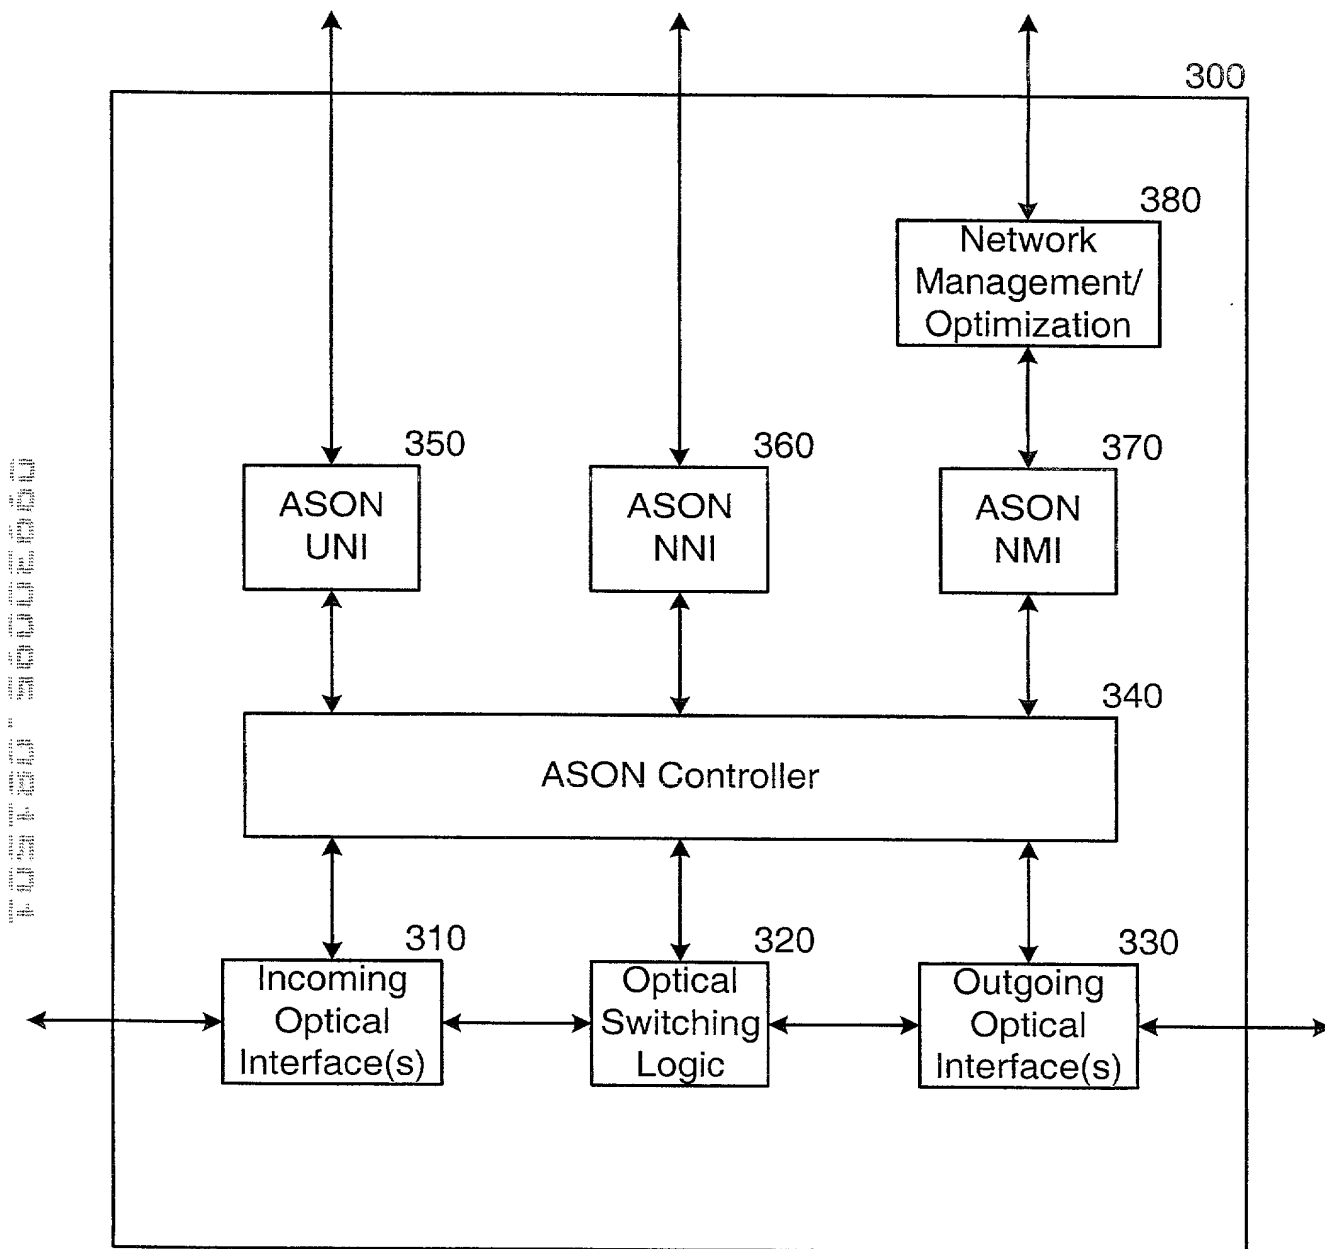 300
380
Network
Management/
Optimization
350
360
370
ASON
UNI
ASON
NNI
ASON
NMI
340
ASON Controller
310
320
330
Incoming
Optical
Interface(s)
Optical
Switching
Logic
Outgoing
Optical
Interface(s)